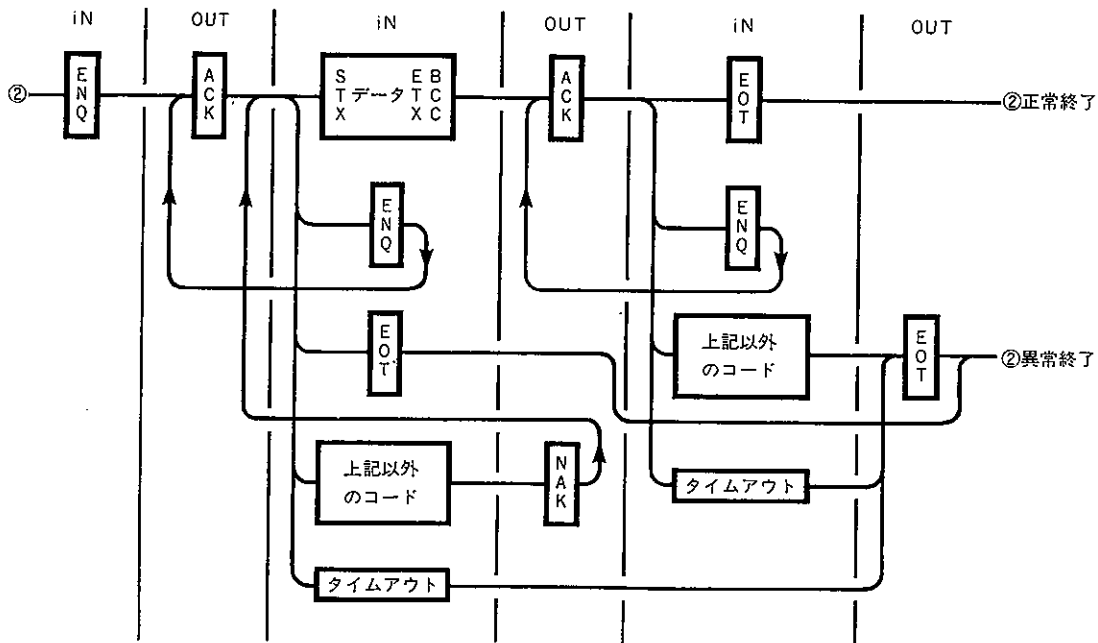 iN OUT iN OUT iN OUT
② ENQ ACK STX データ ETX BCC ACK EOT ②正常終了
ENQ ENQ
EOT 上記以外 EOT ②異常終了
のコード
上記以外 NAK タイムアウト
のコード
タイムアウト